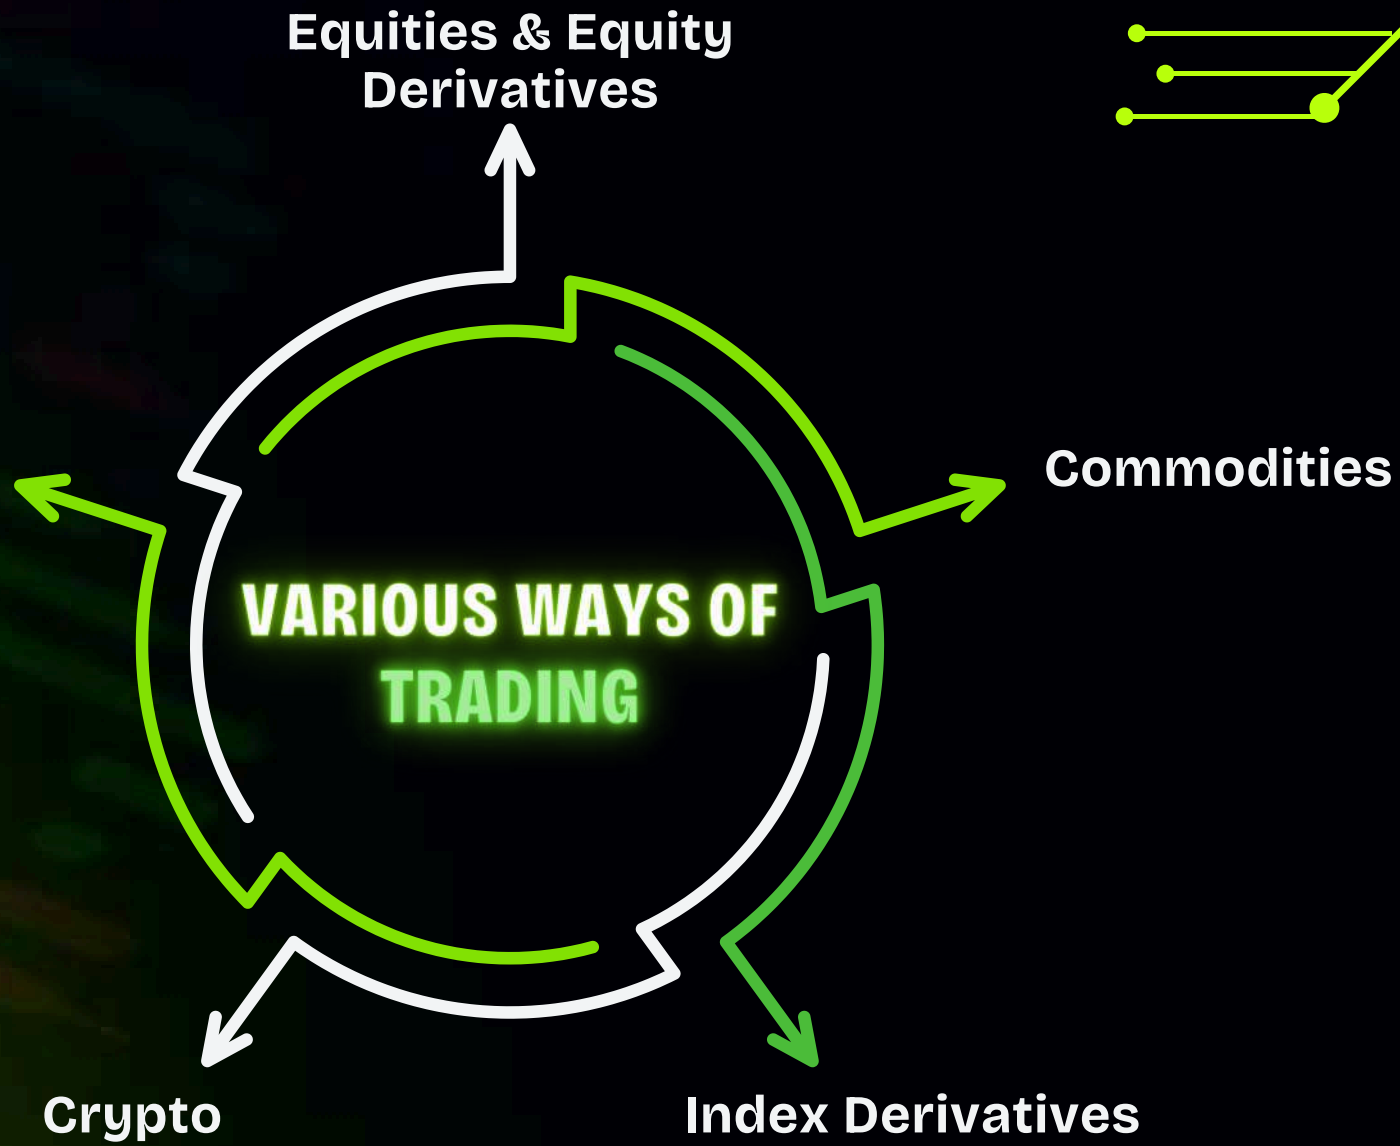 Equities & Equity
Derivatives
Commodities
VARIOUS WAYS OF
TRADING
Crypto
Index Derivatives